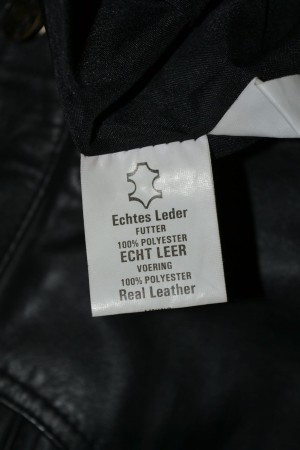 Echtes Leder
FUTTER
100% POLYESTER
ECHT LEER
VOERING
100% POLYESTER
Real Leather